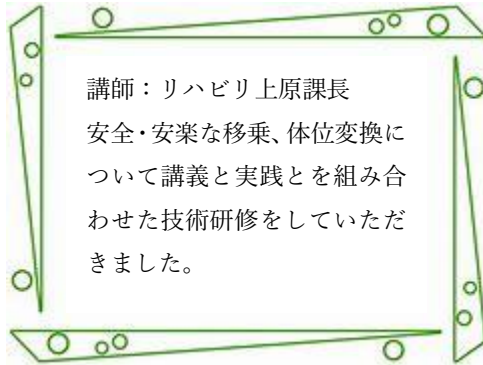 講師：リハビリ上原課長
安全・安楽な移乗、体位変換に
ついて講義と実践とを組み合
わせた技術研修をしていただ
きました。